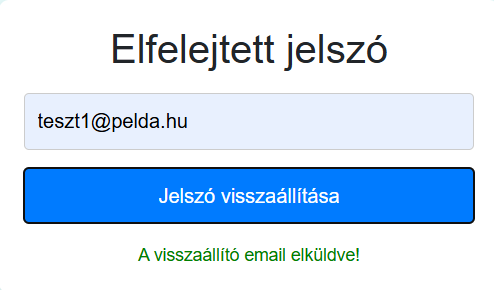 Elfelejtett jelszó
teszt1@pelda.hu
Jelszó visszaállítása
A visszaállító email elküldve!